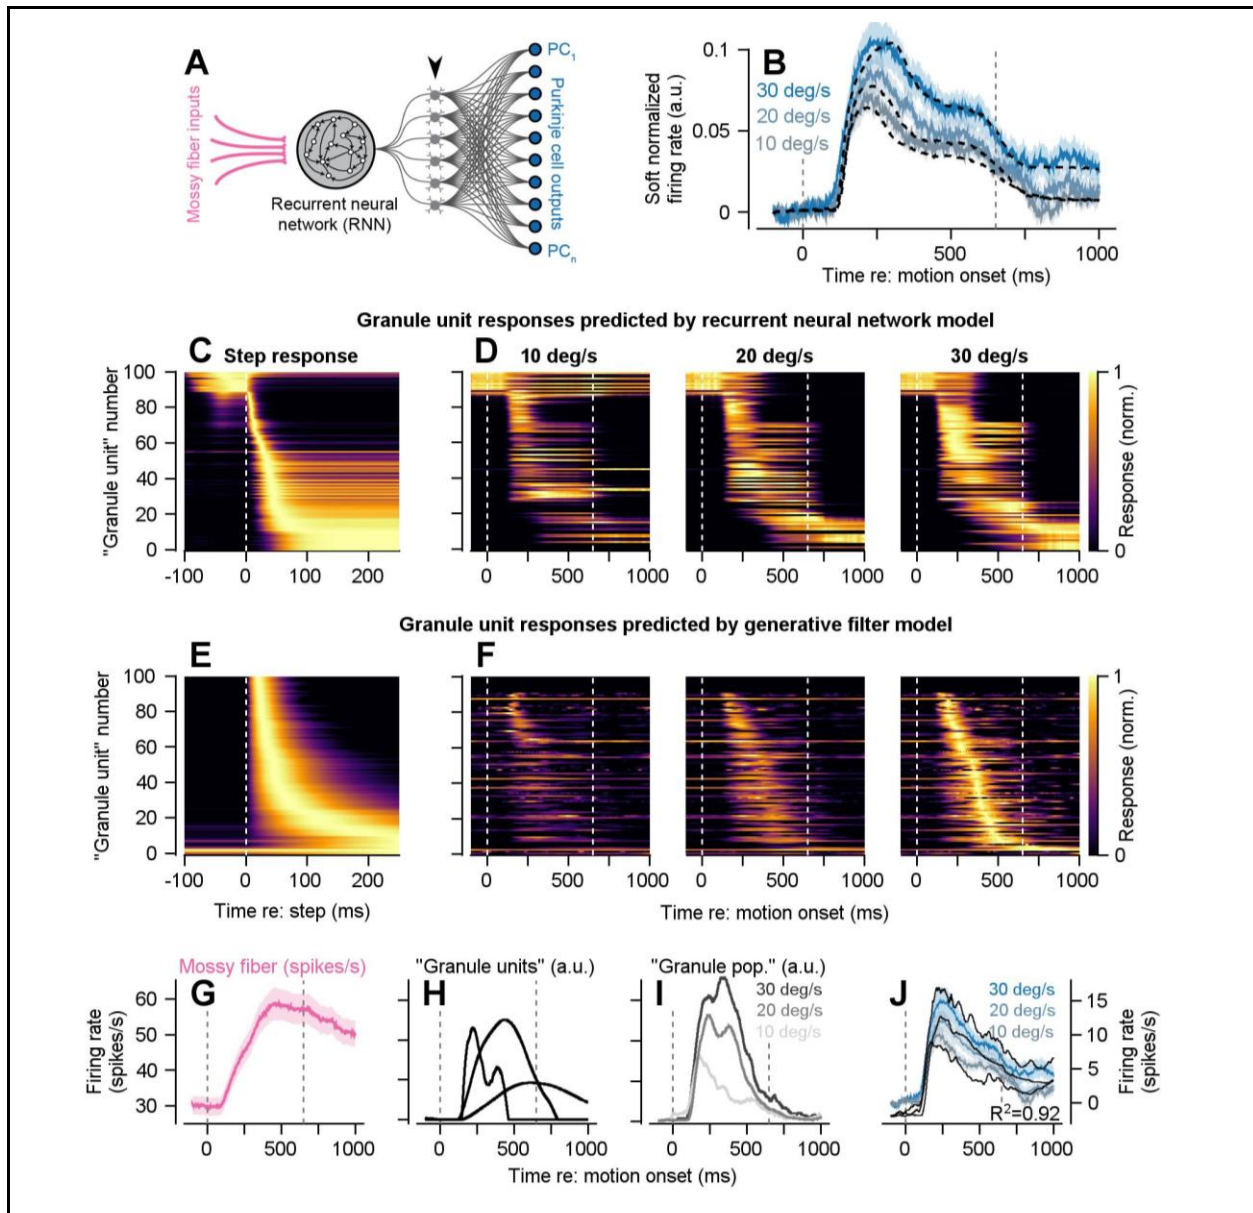 A
Mossy fiber inputs
Recurrent neural
network (RNN)
PC1
Purkinje cell outputs
PCn
B
Soft normalized
firing rate (a.u.)
0.1
0.05
0
30 deg/s
20 deg/s
10 deg/s
0 500 1000
Time re: motion onset (ms)
Granule unit responses predicted by recurrent neural network model
C
Step response
D
10 deg/s
20 deg/s
30 deg/s
"Granule unit" number
100
80
60
40
20
0
-100 0 100 200
0 500 1000
0 500 1000
0 500 1000
1
Response (norm.)
0
Granule unit responses predicted by generative filter model
E
F
"Granule unit" number
100
80
60
40
20
0
-100 0 100 200
0 500 1000
0 500 1000
0 500 1000
1
Response (norm.)
0
Time re: step (ms)
Time re: motion onset (ms)
Mossy fiber (spikes/s)
G
Firing rate
(spikes/s)
60
50
40
30
0 500 1000
"Granule units" (a.u.)
H
0 500 1000
"Granule pop." (a.u.)
I
30 deg/s
20 deg/s
10 deg/s
0 500 1000
J
30 deg/s
20 deg/s
10 deg/s
R2=0.92
15
10
5
0
Firing rate
(spikes/s)
0 500 1000
Time re: motion onset (ms)